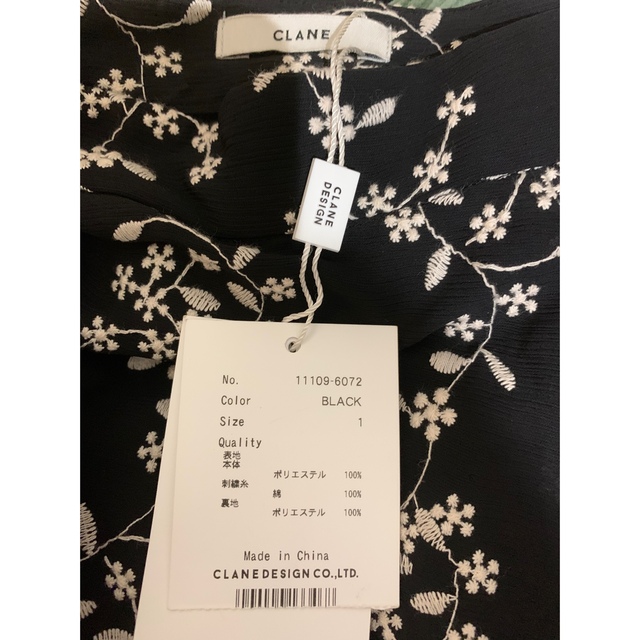 CLANE
CLANE
DESIGN
No. 11109-6072
Color BLACK
Size 1
Quality
表地
本体 ポリエステル 100%
刺繍糸 綿 100%
裏地 ポリエステル 100%
Made in China
CLANE DESIGN CO.,LTD.